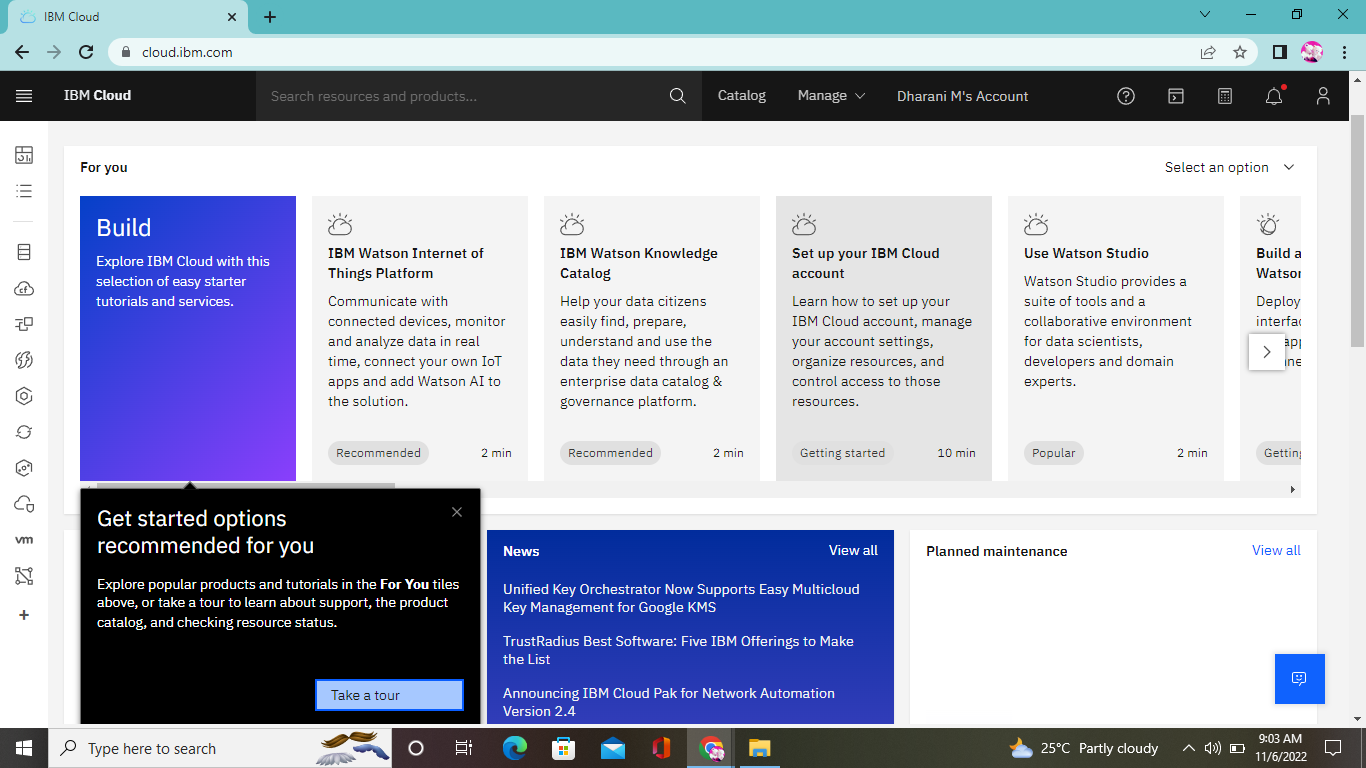 IBM Cloud
cloud.ibm.com
IBM Cloud
Search resources and products...
Catalog
Manage
Dharani M's Account
For you
Select an option
Build
Explore IBM Cloud with this
selection of easy starter
tutorials and services.
IBM Watson Internet of
Things Platform
Communicate with
connected devices, monitor
and analyze data in real
time, connect your own IoT
apps and add Watson AI to
the solution.
Recommended
2 min
IBM Watson Knowledge
Catalog
Help your data citizens
easily find, prepare,
understand and use the
data they need through an
enterprise data catalog &
governance platform.
Recommended
2 min
Set up your IBM Cloud
account
Learn how to set up your
IBM Cloud account, manage
your account settings,
organize resources, and
control access to those
resources.
Getting started
10 min
Use Watson Studio
Watson Studio provides a
suite of tools and a
collaborative environment
for data scientists,
developers and domain
experts.
Popular
2 min
Build a
Watson
Deploy
Get started options
recommended for you
Explore popular products and tutorials in the For You tiles
above, or take a tour to learn about support, the product
catalog, and checking resource status.
Take a tour
News
View all
Unified Key Orchestrator Now Supports Easy Multicloud
Key Management for Google KMS
TrustRadius Best Software: Five IBM Offerings to Make
the List
Announcing IBM Cloud Pak for Network Automation
Version 2.4
Planned maintenance
View all
cf
vm
Type here to search
25°C Partly cloudy
9:03 AM
11/6/2022